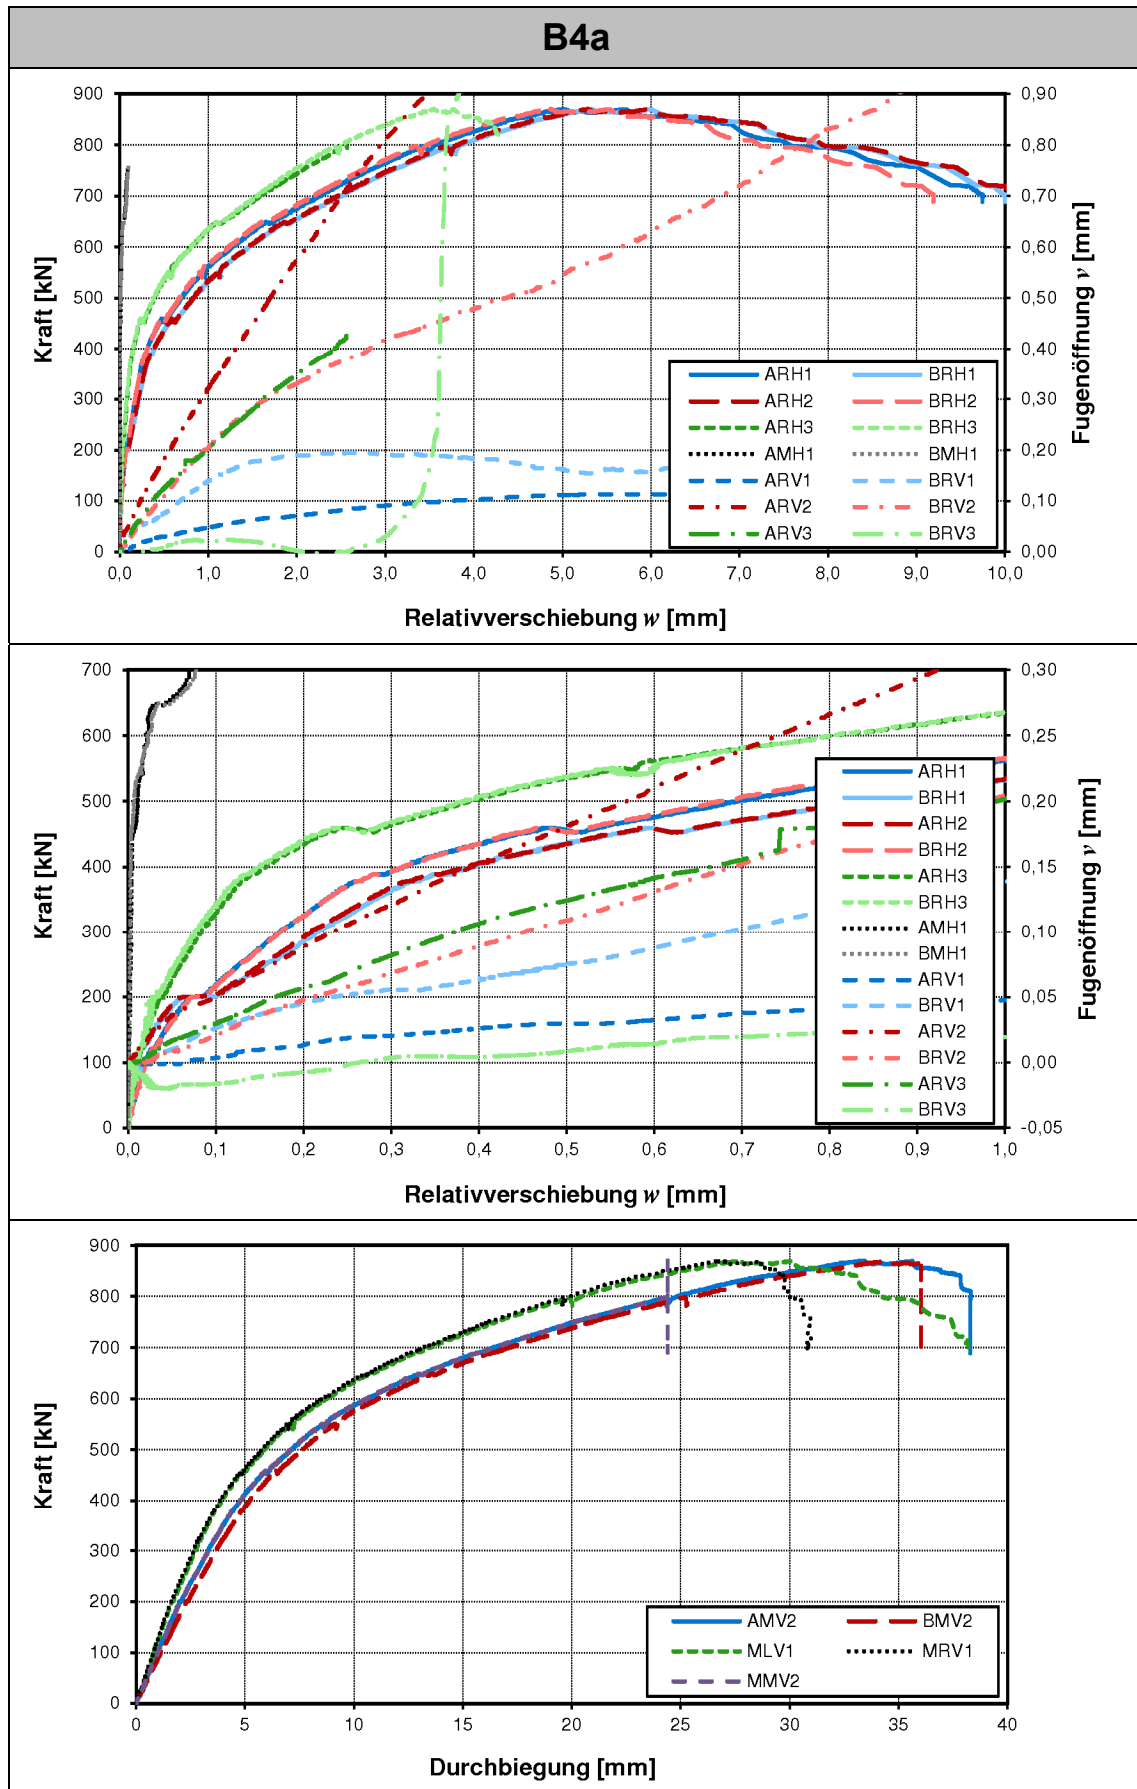 B4a
900 0,90
800 0,80
700 0,70
600 0,60
500 0,50
400 0,40
300 0,30
200 0,20
100 0,10
0 0,00
Kraft [kN]
Fugenöffnung v [mm]
ARH1 BRH1
ARH2 BRH2
ARH3 BRH3
AMH1 BMH1
ARV1 BRV1
ARV2 BRV2
ARV3 BRV3
0,0 1,0 2,0 3,0 4,0 5,0 6,0 7,0 8,0 9,0 10,0
Relativverschiebung w [mm]
700 0,30
600 0,25
500 0,20
400 0,15
300 0,10
200 0,05
100 0,00
0 -0,05
Kraft [kN]
Fugenöffnung v [mm]
ARH1
BRH1
ARH2
BRH2
ARH3
BRH3
AMH1
BMH1
ARV1
BRV1
ARV2
BRV2
ARV3
BRV3
0,0 0,1 0,2 0,3 0,4 0,5 0,6 0,7 0,8 0,9 1,0
Relativverschiebung w [mm]
900
800
700
600
500
400
300
200
100
0
Kraft [kN]
AMV2 BMV2
MLV1 MRV1
MMV2
0 5 10 15 20 25 30 35 40
Durchbiegung [mm]